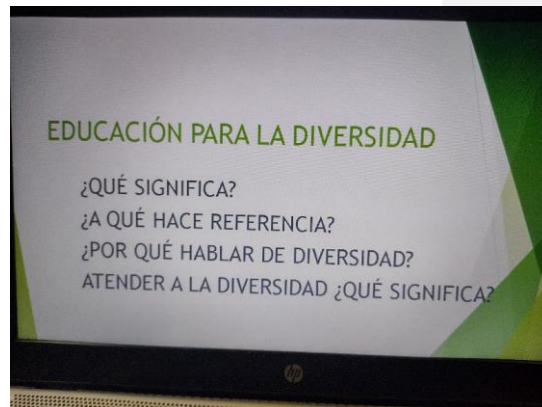 EDUCACIÓN PARA LA DIVERSIDAD
¿QUÉ SIGNIFICA?
¿A QUÉ HACE REFERENCIA?
¿POR QUÉ HABLAR DE DIVERSIDAD?
ATENDER A LA DIVERSIDAD ¿QUÉ SIGNIFICA?
hp